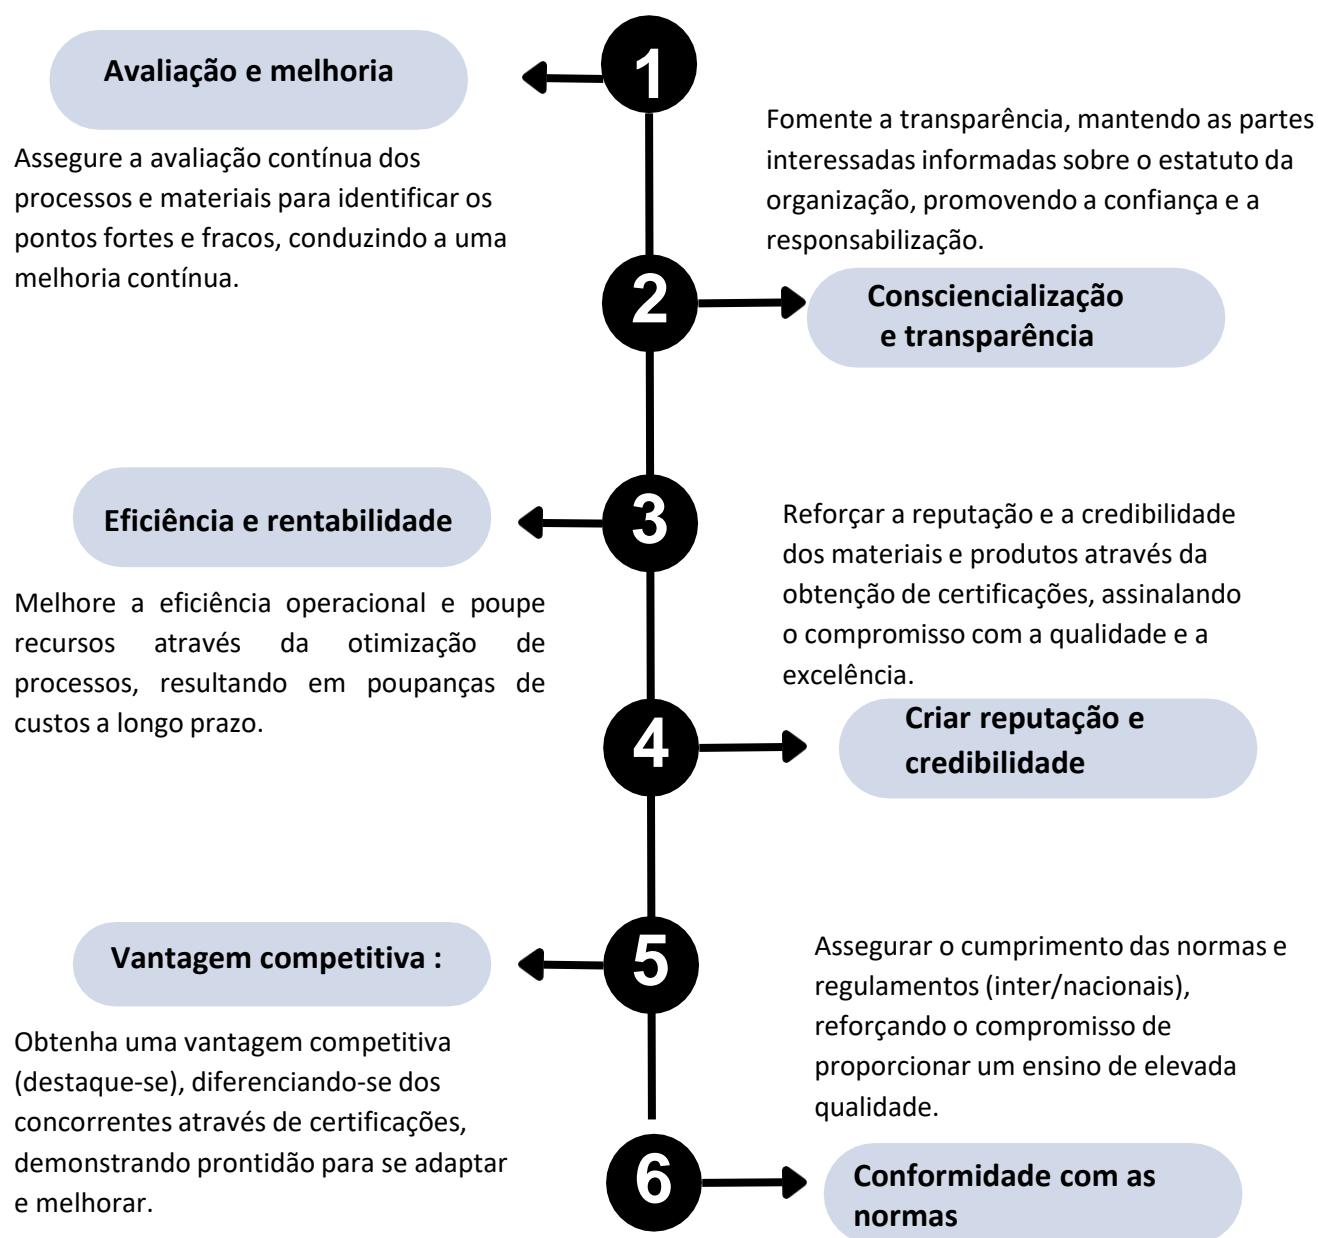 1
Avaliação e melhoria
Assegure a avaliação contínua dos
processos e materiais para identificar os
pontos fortes e fracos, conduzindo a uma
melhoria contínua.
Fomente a transparência, mantendo as partes
interessadas informadas sobre o estatuto da
organização, promovendo a confiança e a
responsabilização.
2
Consciencialização
e transparência
3
Eficiência e rentabilidade
Melhore a eficiência operacional e poupe
recursos através da otimização de
processos, resultando em poupanças de
custos a longo prazo.
Reforçar a reputação e a credibilidade
dos materiais e produtos através da
obtenção de certificações, assinalando
o compromisso com a qualidade e a
excelência.
4
Criar reputação e
credibilidade
5
Vantagem competitiva :
Obtenha uma vantagem competitiva
(destaque-se), diferenciando-se dos
concorrentes através de certificações,
demonstrando prontidão para se adaptar
e melhorar.
Assegurar o cumprimento das normas e
regulamentos (inter/nacionais),
reforçando o compromisso de
proporcionar um ensino de elevada
qualidade.
6
Conformidade com as
normas